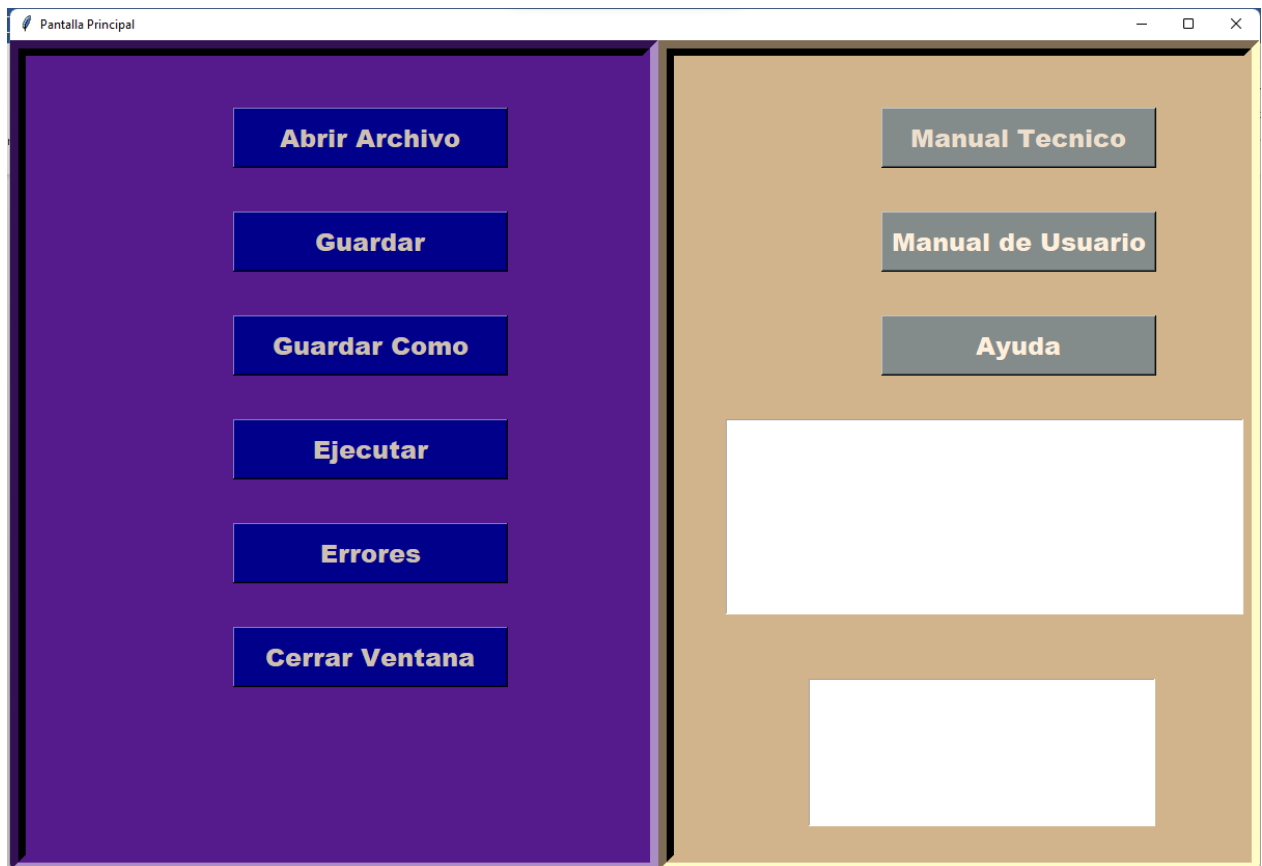 Pantalla Principal
Abrir Archivo
Guardar
Guardar Como
Ejecutar
Errores
Cerrar Ventana
Manual Tecnico
Manual de Usuario
Ayuda